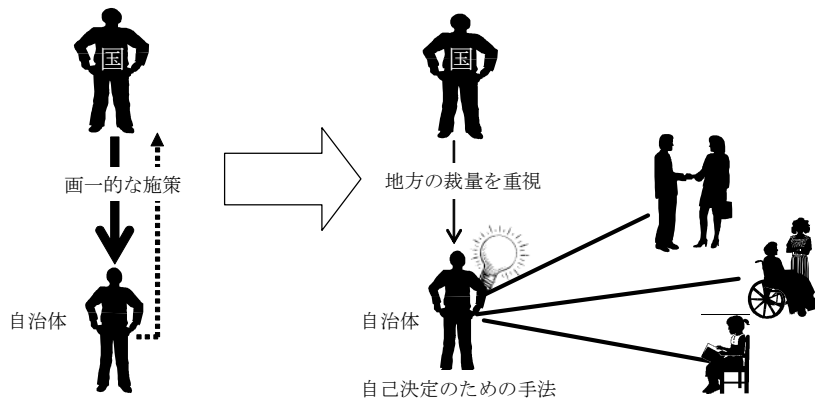 国
画一的な施策
自治体
国
地方の裁量を重視
自治体
自己決定のための手法